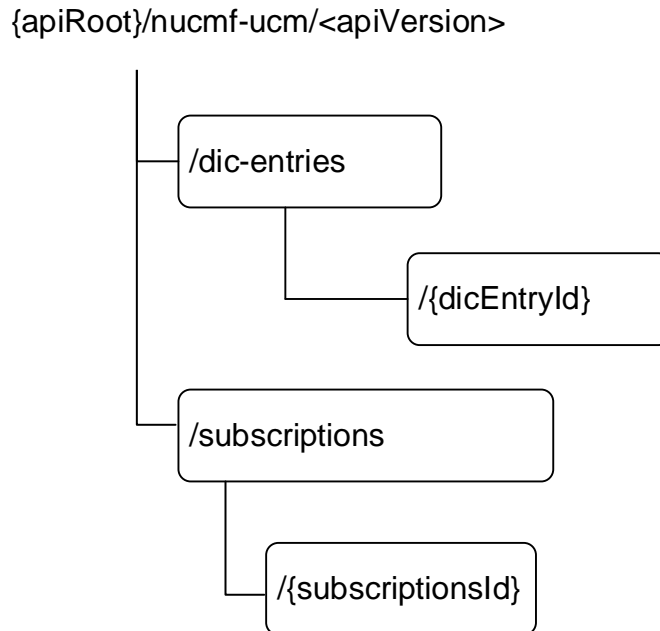 {apiRoot}/nucmf-ucm/<apiVersion>
/dic-entries
/{dicEntryId}
/subscriptions
/{subscriptionsId}